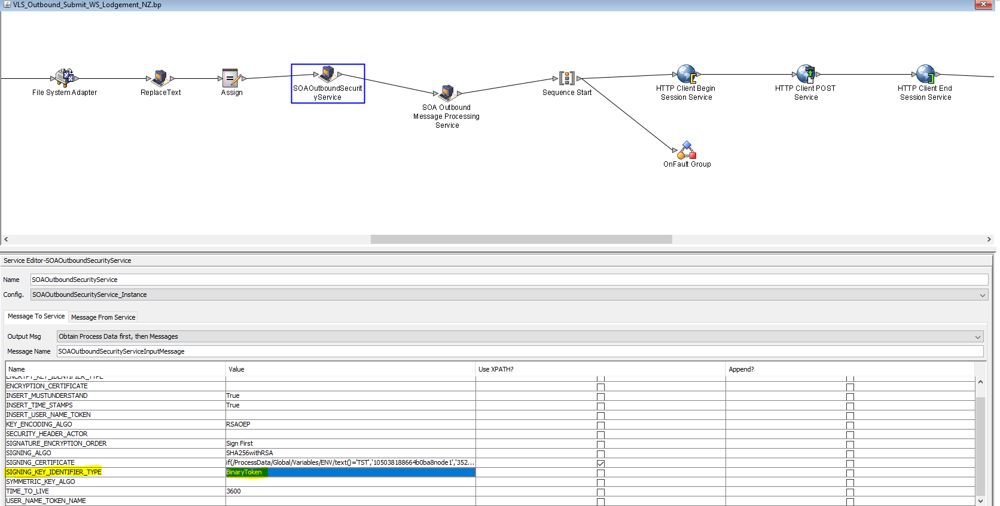 VLS_Outbound_Submit_WS_Lodgement_NZ.bp
File System Adapter
ReplaceText
Assign
SOAOutboundSecurit
yService
SOA Outbound
Message Processing
Service
Sequence Start
HTTP Client Begin
Session Service
HTTP Client POST
Service
HTTP Client End
Session Service
OnFault Group
Service Editor-SOAOutboundSecurityService
Name SOAOutboundSecurityService
Config. SOAOutboundSecurityService_Instance
Message To Service Message From Service
Output Msg Obtain Process Data first, then Messages
Message Name SOAOutboundSecurityServiceInputMessage
Name Value Use XPATH? Append?
ENCRYPT_KEY_IDENTIFIER_TYPE
ENCRYPTION_CERTIFICATE
INSERT_MUSTUNDERSTAND True
INSERT_TIME_STAMPS True
INSERT_USER_NAME_TOKEN
KEY_ENCODING_ALGO RSAOEP
SECURITY_HEADER_ACTOR
SIGNATURE_ENCRYPTION_ORDER Sign First
SIGNING_ALGO SHA256withRSA
SIGNING_CERTIFICATE if(/ProcessData/Global/Variables/ENV/text()='TST','105038188664b0ba8node1','352...
SIGNING_KEY_IDENTIFIER_TYPE BinaryToken
SYMMETRIC_KEY_ALGO
TIME_TO_LIVE 3600
USER_NAME_TOKEN_NAME